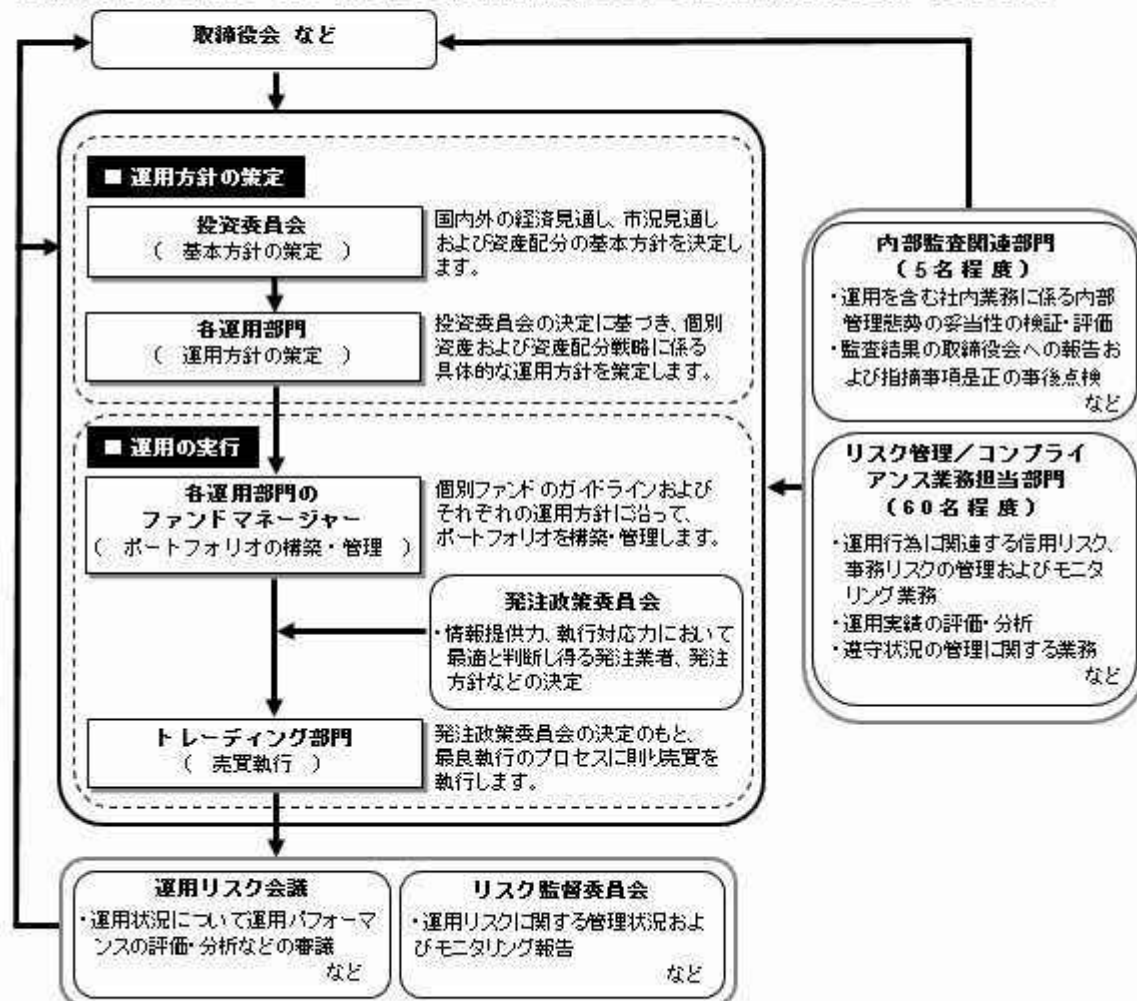 取締役会 など
■ 運用方針の策定
投資委員会
( 基本方針の策定 )
国内外の経済見通し、市況見通し
および資産配分の基本方針を決定し
ます。
各運用部門
( 運用方針の策定 )
投資委員会の決定に基づき、個別
資産および資産配分戦略に係る
具体的な運用方針を策定します。
■ 運用の実行
各運用部門の
ファンドマネージャー
( ポートフォリオの構築・管理 )
個別ファンドのガイドラインおよび
それぞれの運用方針に沿って、
ポートフォリオを構築・管理します。
発注政策委員会
・情報提供力、執行対応力において
最適と判断し得る発注業者、発注
方針などの決定
トレーディング部門
( 売買執行 )
発注政策委員会の決定のもと、
最良執行のプロセスに則り売買を
執行します。
内部監査関連部門
(5名程度)
・運用を含む社内業務に係る内部
管理態勢の妥当性の検証・評価
・監査結果の取締役会への報告お
よび指摘事項是正の事後点検
など
リスク管理/コンプライ
アンス業務担当部門
(60名程度)
・運用行為に関連する信用リスク、
事務リスクの管理およびモニタ
リング業務
・運用実績の評価・分析
・遵守状況の管理に関する業務
など
運用リスク会議
・運用状況について運用パフォーマ
ンスの評価・分析などの審議
など
リスク監督委員会
・運用リスクに関する管理状況およ
びモニタリング報告
など